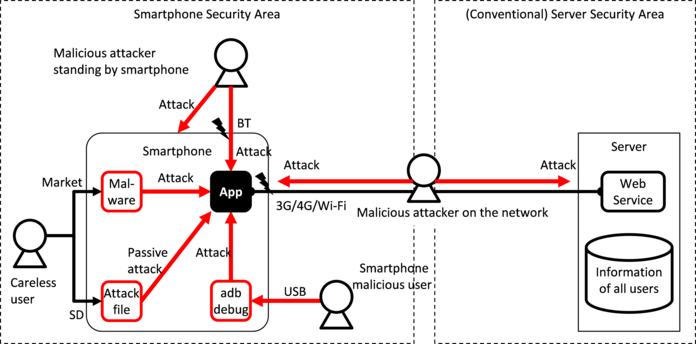 Smartphone Security Area
(Conventional) Server Security Area
Malicious attacker
standing by smartphone
Attack
BT
Smartphone
Attack
Attack
Attack
Server
Market
Mal-
ware
Attack
App
3G/4G/Wi-Fi
Malicious attacker on the network
Web
Service
Passive
attack
Attack
Careless
user
SD
Attack
file
adb
debug
USB
Smartphone
malicious user
Information
of all users